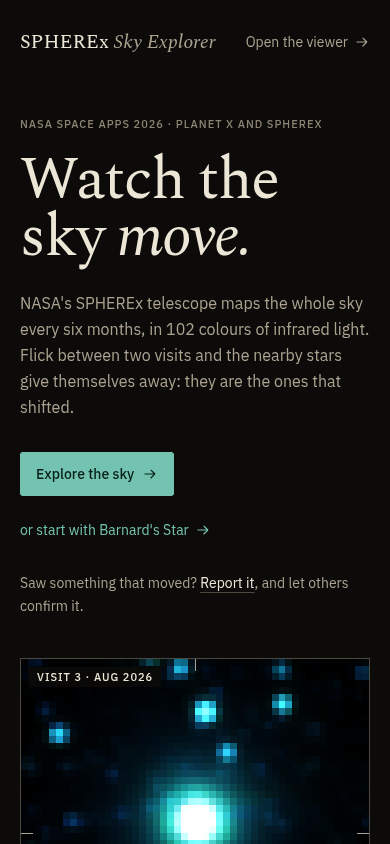 SPHEREx Sky Explorer
Open the viewer →
NASA SPACE APPS 2026 · PLANET X AND SPHEREX
Watch the
sky move.
NASA's SPHEREx telescope maps the whole sky
every six months, in 102 colours of infrared light.
Flick between two visits and the nearby stars
give themselves away: they are the ones that
shifted.
Explore the sky →
or start with Barnard's Star →
Saw something that moved? Report it, and let others
confirm it.
VISIT 3 · AUG 2026